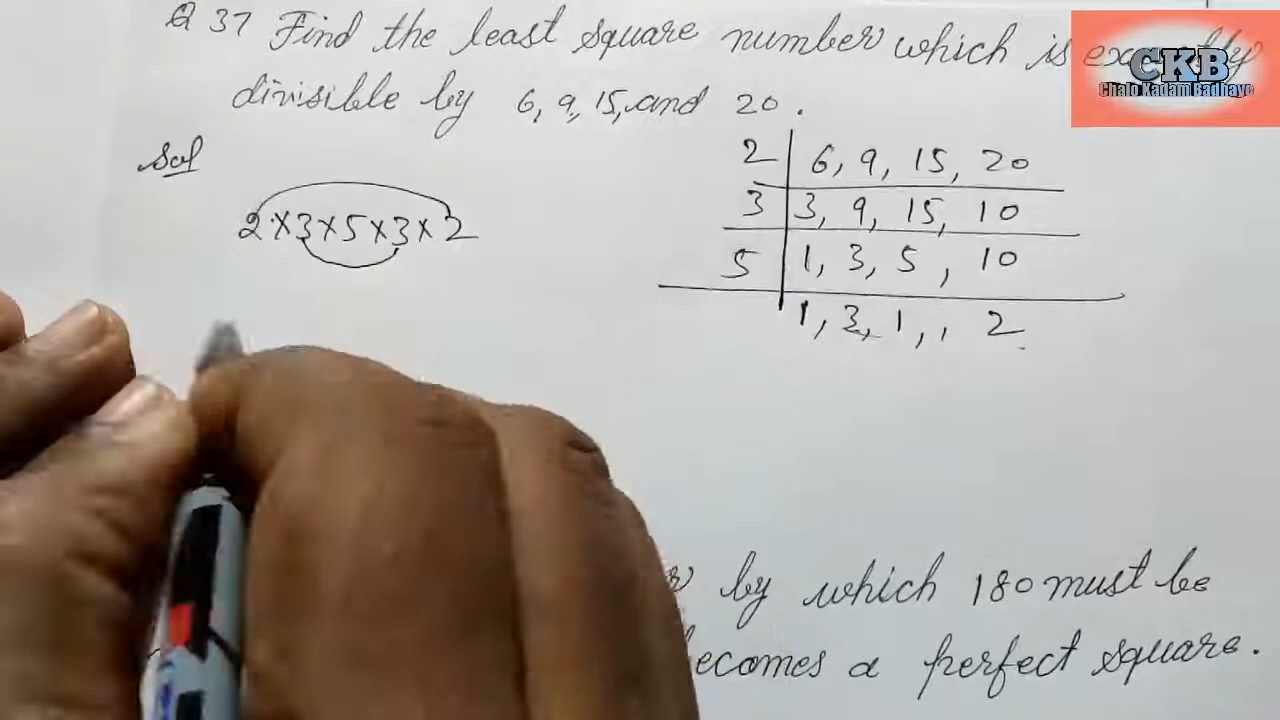 Q 37 Find the least square number which is exactly
divisible by 6, 9, 15, and 20.
CKB
Chalo Kadam Badhaye
Sol
2×3×5×3×2
2 | 6, 9, 15, 20
3 | 3, 9, 15, 10
5 | 1, 3, 5, 10
1, 3, 1, , 2
by which 180 must be
ecomes a perfect square.